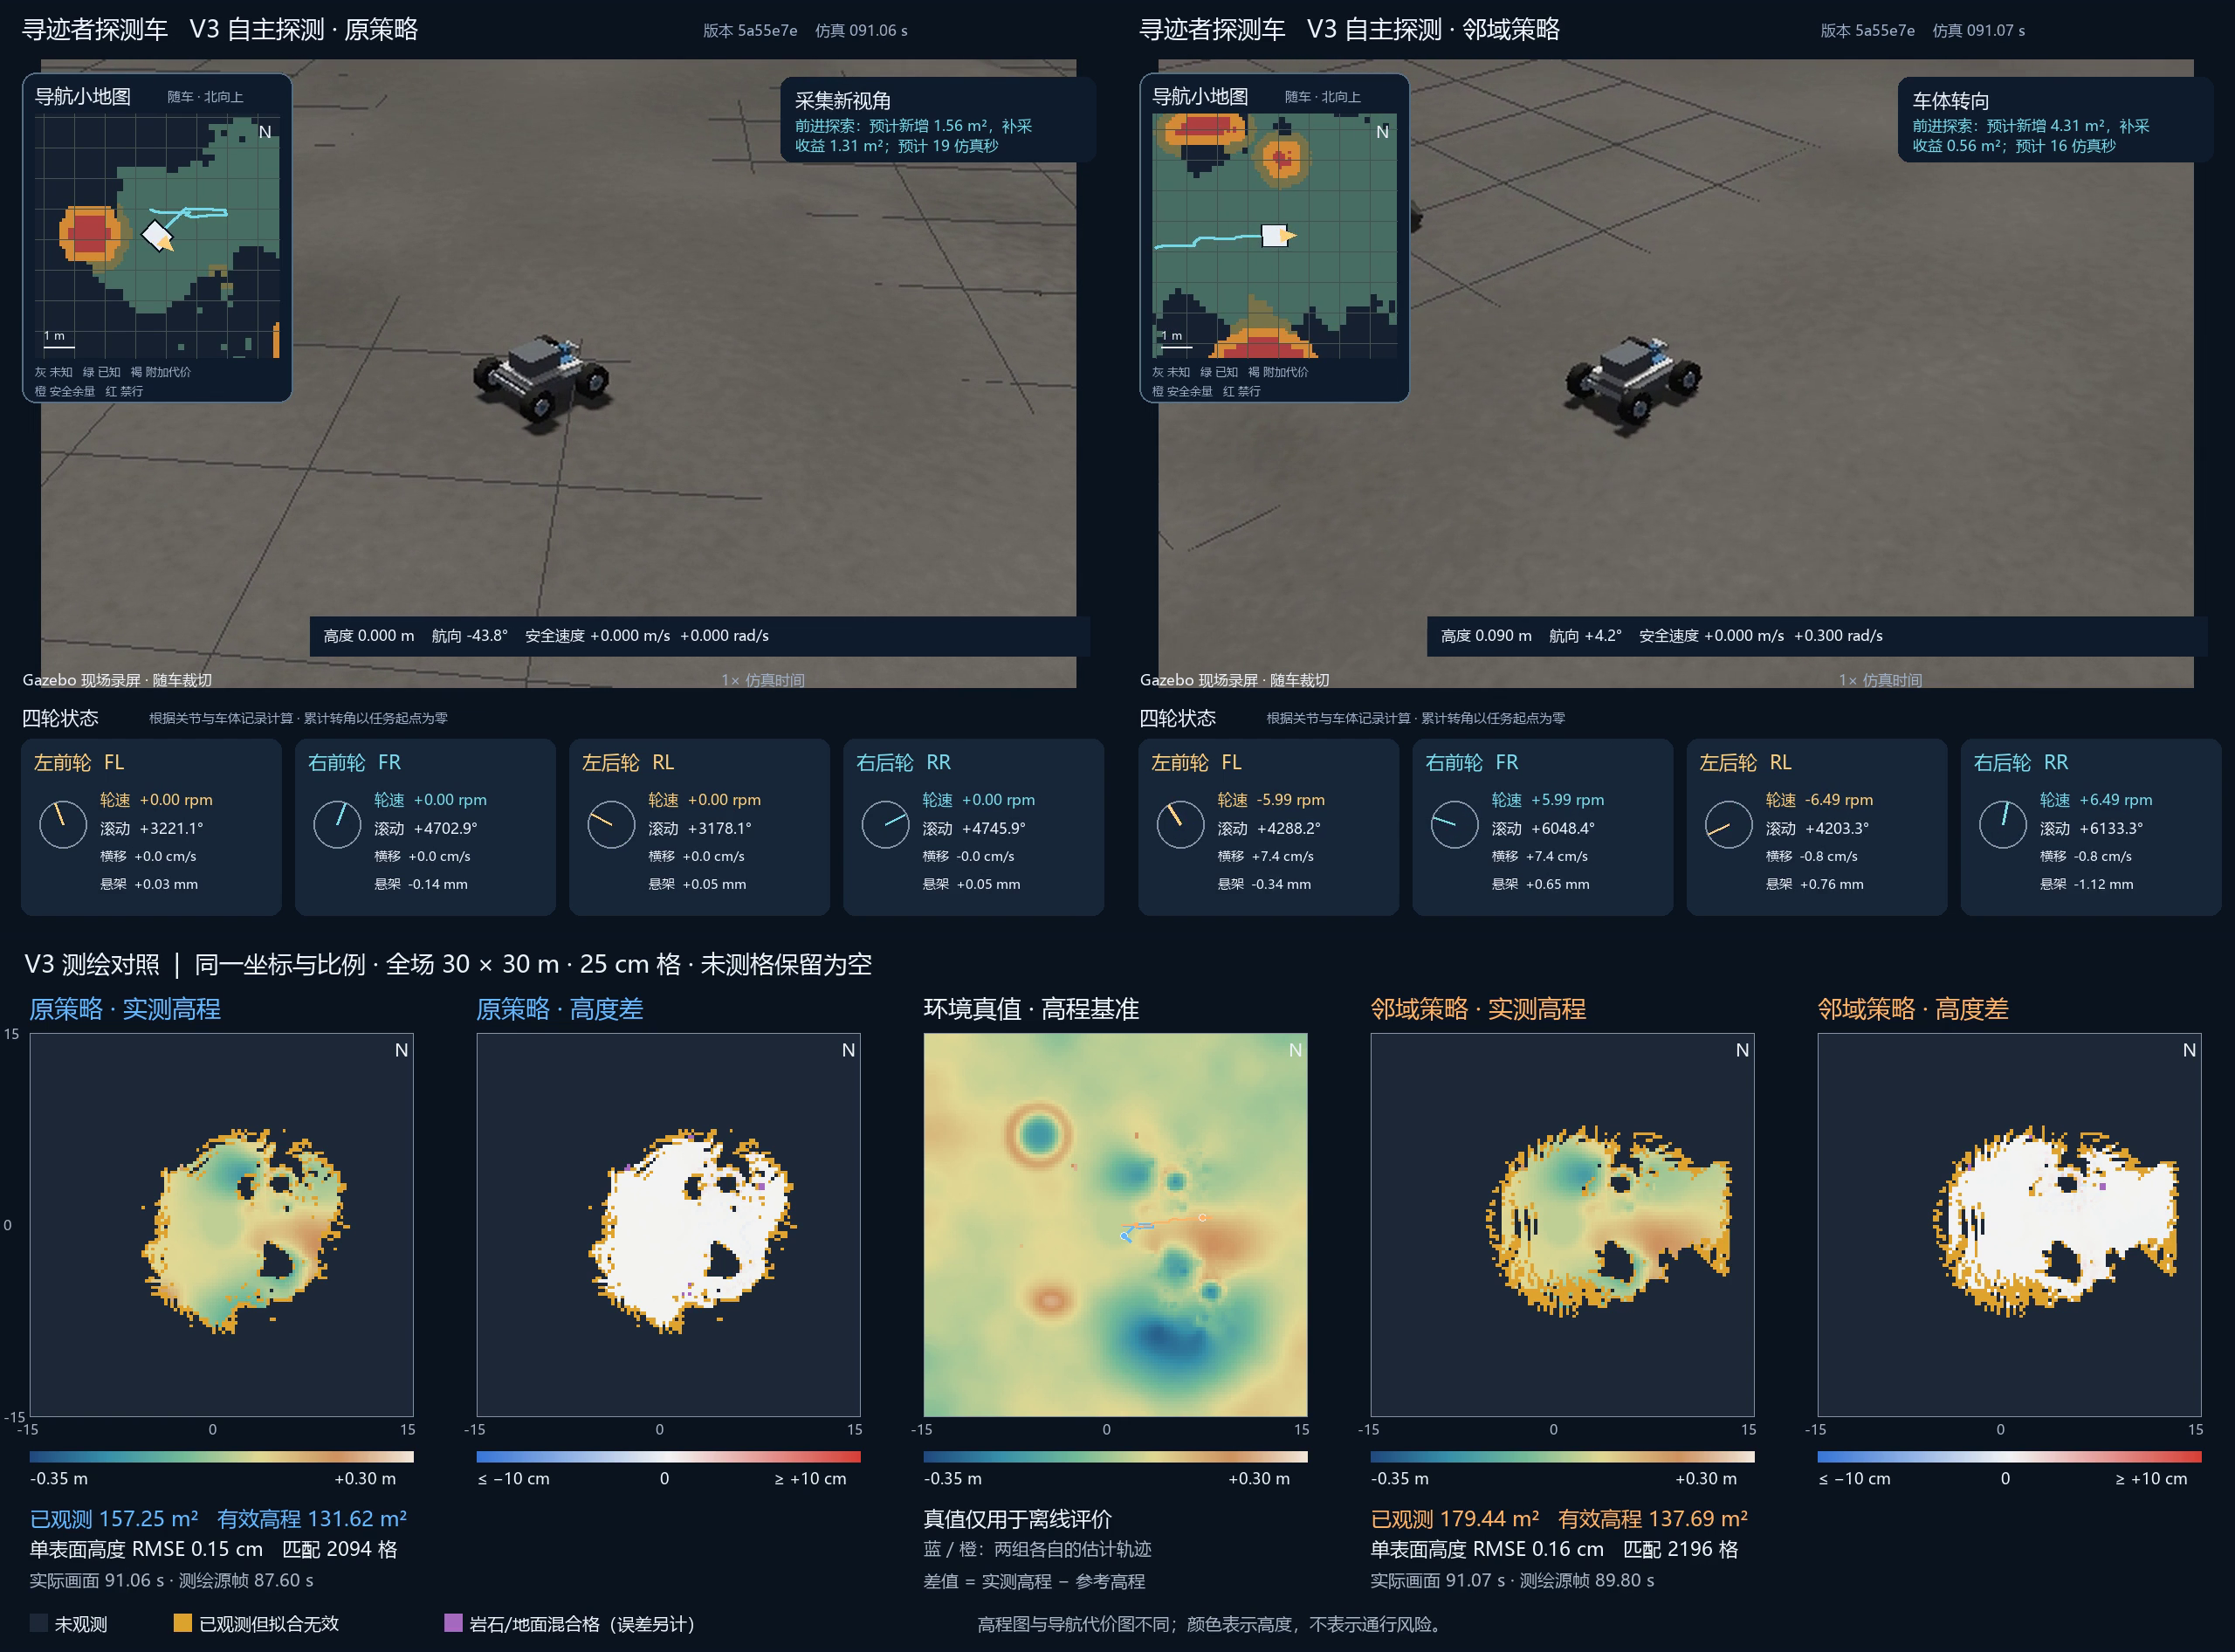 寻迹者探测车 V3 自主探测 · 原策略 版本 5a55e7e 仿真 091.06 s
导航小地图 随车 · 北向上
N
1 m
灰 未知 绿 已知 褐 附加代价
橙 安全余量 红 禁行
采集新视角
前进探索：预计新增 1.56 m²，补采
收益 1.31 m²；预计 19 仿真秒
高度 0.000 m 航向 -43.8° 安全速度 +0.000 m/s +0.000 rad/s
Gazebo 现场录屏 · 随车裁切 1× 仿真时间
四轮状态 根据关节与车体记录计算 · 累计转角以任务起点为零
左前轮 FL
轮速 +0.00 rpm
滚动 +3221.1°
横移 +0.0 cm/s
悬架 +0.03 mm
右前轮 FR
轮速 +0.00 rpm
滚动 +4702.9°
横移 +0.0 cm/s
悬架 -0.14 mm
左后轮 RL
轮速 +0.00 rpm
滚动 +3178.1°
横移 +0.0 cm/s
悬架 +0.05 mm
右后轮 RR
轮速 +0.00 rpm
滚动 +4745.9°
横移 -0.0 cm/s
悬架 +0.05 mm
寻迹者探测车 V3 自主探测 · 邻域策略 版本 5a55e7e 仿真 091.07 s
导航小地图 随车 · 北向上
N
1 m
灰 未知 绿 已知 褐 附加代价
橙 安全余量 红 禁行
车体转向
前进探索：预计新增 4.31 m²，补采
收益 0.56 m²；预计 16 仿真秒
高度 0.090 m 航向 +4.2° 安全速度 +0.000 m/s +0.300 rad/s
Gazebo 现场录屏 · 随车裁切 1× 仿真时间
四轮状态 根据关节与车体记录计算 · 累计转角以任务起点为零
左前轮 FL
轮速 -5.99 rpm
滚动 +4288.2°
横移 +7.4 cm/s
悬架 -0.34 mm
右前轮 FR
轮速 +5.99 rpm
滚动 +6048.4°
横移 +7.4 cm/s
悬架 +0.65 mm
左后轮 RL
轮速 -6.49 rpm
滚动 +4203.3°
横移 -0.8 cm/s
悬架 +0.76 mm
右后轮 RR
轮速 +6.49 rpm
滚动 +6133.3°
横移 -0.8 cm/s
悬架 -1.12 mm
V3 测绘对照 | 同一坐标与比例 · 全场 30 × 30 m · 25 cm 格 · 未测格保留为空
原策略 · 实测高程
N
15
0
-15
-15 0 15
-0.35 m +0.30 m
已观测 157.25 m² 有效高程 131.62 m²
单表面高度 RMSE 0.15 cm 匹配 2094 格
实际画面 91.06 s · 测绘源帧 87.60 s
原策略 · 高度差
N
-15 0 15
≤ −10 cm 0 ≥ +10 cm
环境真值 · 高程基准
N
-15 0 15
-0.35 m +0.30 m
真值仅用于离线评价
蓝 / 橙：两组各自的估计轨迹
差值 = 实测高程 − 参考高程
邻域策略 · 实测高程
N
-15 0 15
-0.35 m +0.30 m
已观测 179.44 m² 有效高程 137.69 m²
单表面高度 RMSE 0.16 cm 匹配 2196 格
实际画面 91.07 s · 测绘源帧 89.80 s
邻域策略 · 高度差
N
-15 0 15
≤ −10 cm 0 ≥ +10 cm
未观测 已观测但拟合无效 岩石/地面混合格（误差另计） 高程图与导航代价图不同；颜色表示高度，不表示通行风险。